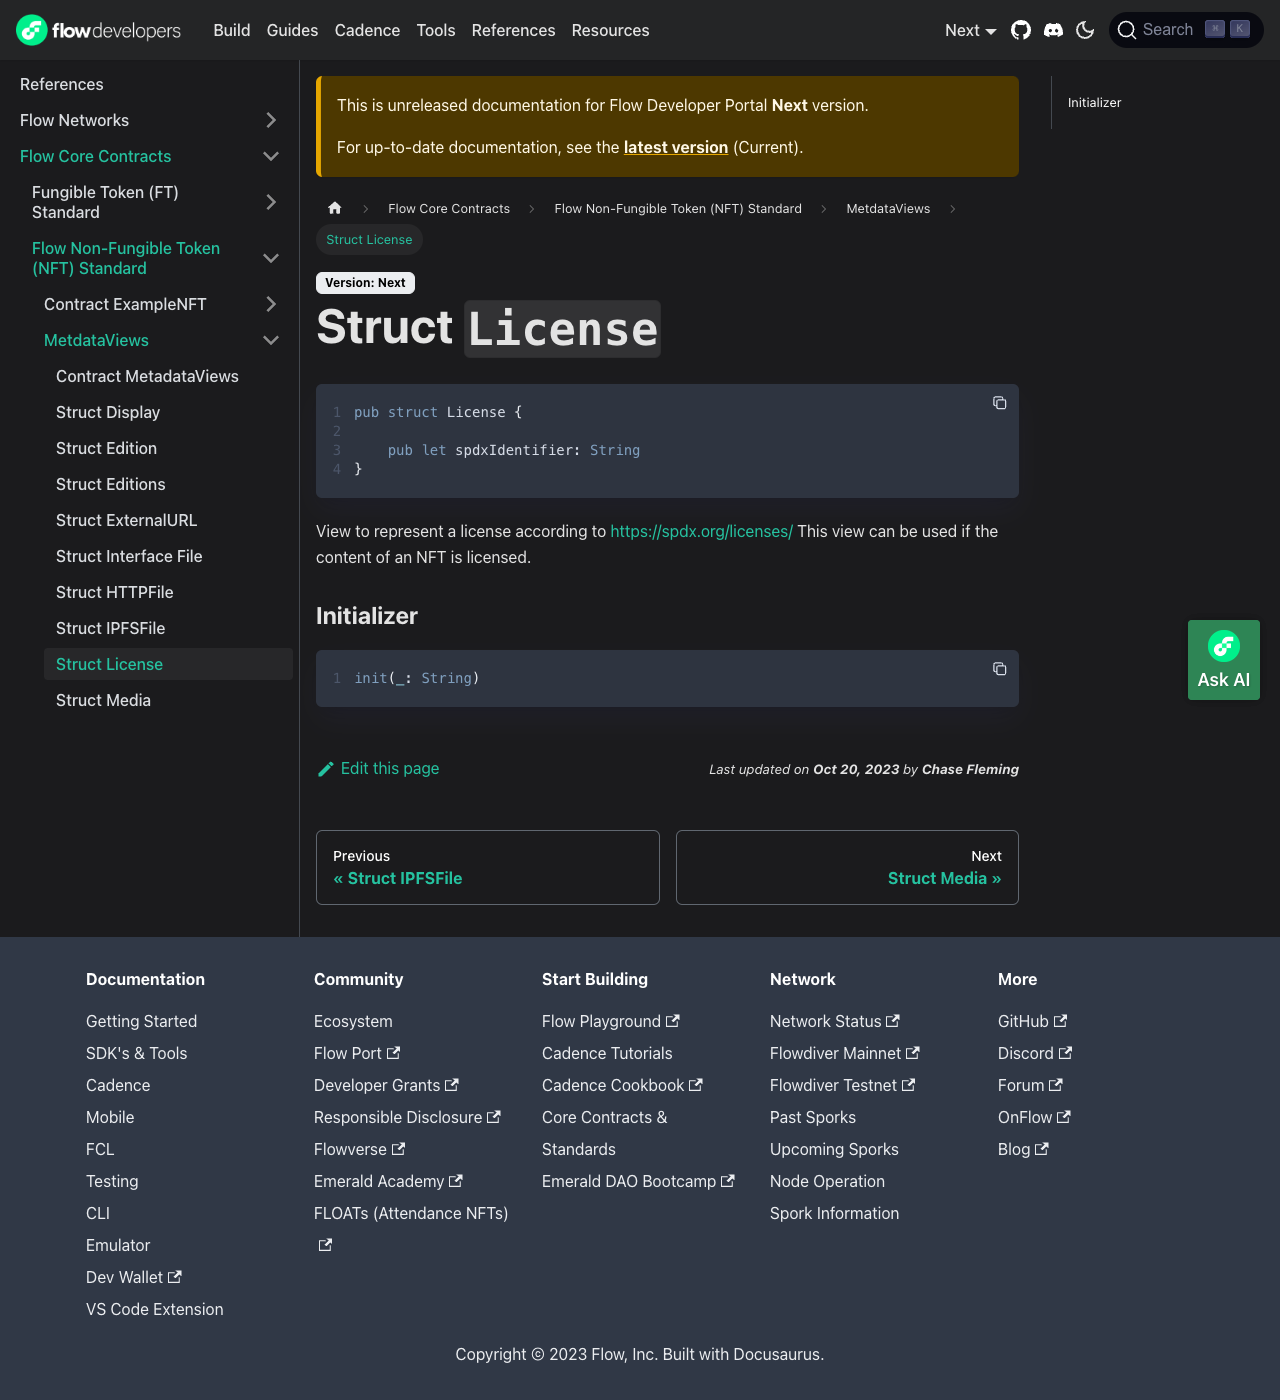 flowdevelopers
Build Guides Cadence Tools References Resources
Next
Search ⌘ K
References
Flow Networks
Flow Core Contracts
Fungible Token (FT)
Standard
Flow Non-Fungible Token
(NFT) Standard
Contract ExampleNFT
MetdataViews
Contract MetadataViews
Struct Display
Struct Edition
Struct Editions
Struct ExternalURL
Struct Interface File
Struct HTTPFile
Struct IPFSFile
Struct License
Struct Media
This is unreleased documentation for Flow Developer Portal Next version.
For up-to-date documentation, see the latest version (Current).
Flow Core Contracts
Flow Non-Fungible Token (NFT) Standard
MetdataViews
Struct License
Version: Next
Struct License
1 pub struct License {
2
3     pub let spdxIdentifier: String
4 }
View to represent a license according to https://spdx.org/licenses/ This view can be used if the
content of an NFT is licensed.
Initializer
1 init(_: String)
Edit this page
Last updated on Oct 20, 2023 by Chase Fleming
Previous
« Struct IPFSFile
Next
Struct Media »
Initializer
Ask AI
Documentation
Getting Started
SDK's & Tools
Cadence
Mobile
FCL
Testing
CLI
Emulator
Dev Wallet
VS Code Extension
Community
Ecosystem
Flow Port
Developer Grants
Responsible Disclosure
Flowverse
Emerald Academy
FLOATs (Attendance NFTs)
Start Building
Flow Playground
Cadence Tutorials
Cadence Cookbook
Core Contracts &
Standards
Emerald DAO Bootcamp
Network
Network Status
Flowdiver Mainnet
Flowdiver Testnet
Past Sporks
Upcoming Sporks
Node Operation
Spork Information
More
GitHub
Discord
Forum
OnFlow
Blog
Copyright © 2023 Flow, Inc. Built with Docusaurus.